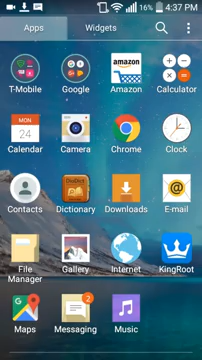 16% 4:37 PM
Apps Widgets
T-Mobile Google Amazon Calculator
amazon
MON
24
Calendar Camera Chrome Clock
Contacts Dictionary Downloads E-mail
@
File Manager Gallery Internet KingRoot
2
Maps Messaging Music